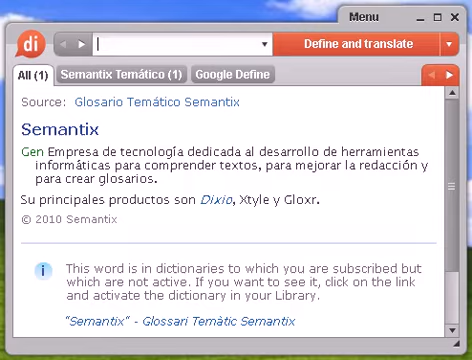 Menu
di
Define and translate
All (1) Semantix Temático (1) Google Define
Source: Glosario Temático Semantix
Semantix
Gen Empresa de tecnología dedicada al desarrollo de herramientas
informáticas para comprender textos, para mejorar la redacción y
para crear glosarios.
Su principales productos son Dixio, Xtyle y Gloxr.
© 2010 Semantix
i
This word is in dictionaries to which you are subscribed but
which are not active. If you want to see it, click on the link
and activate the dictionary in your Library.
"Semantix" - Glossari Temàtic Semantix